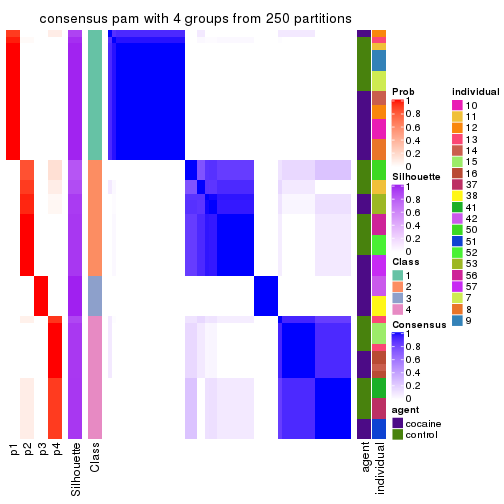 consensus pam with 4 groups from 250 partitions
p1
p2
p3
p4
Silhouette
Class
agent
individual
Prob
1
0.8
0.6
0.4
0.2
0
Silhouette
1
0.8
0.6
0.4
0.2
0
Class
1
2
3
4
Consensus
1
0.8
0.6
0.4
0.2
0
agent
cocaine
control
individual
10
11
12
13
14
15
16
37
38
41
42
50
51
52
53
56
57
7
8
9